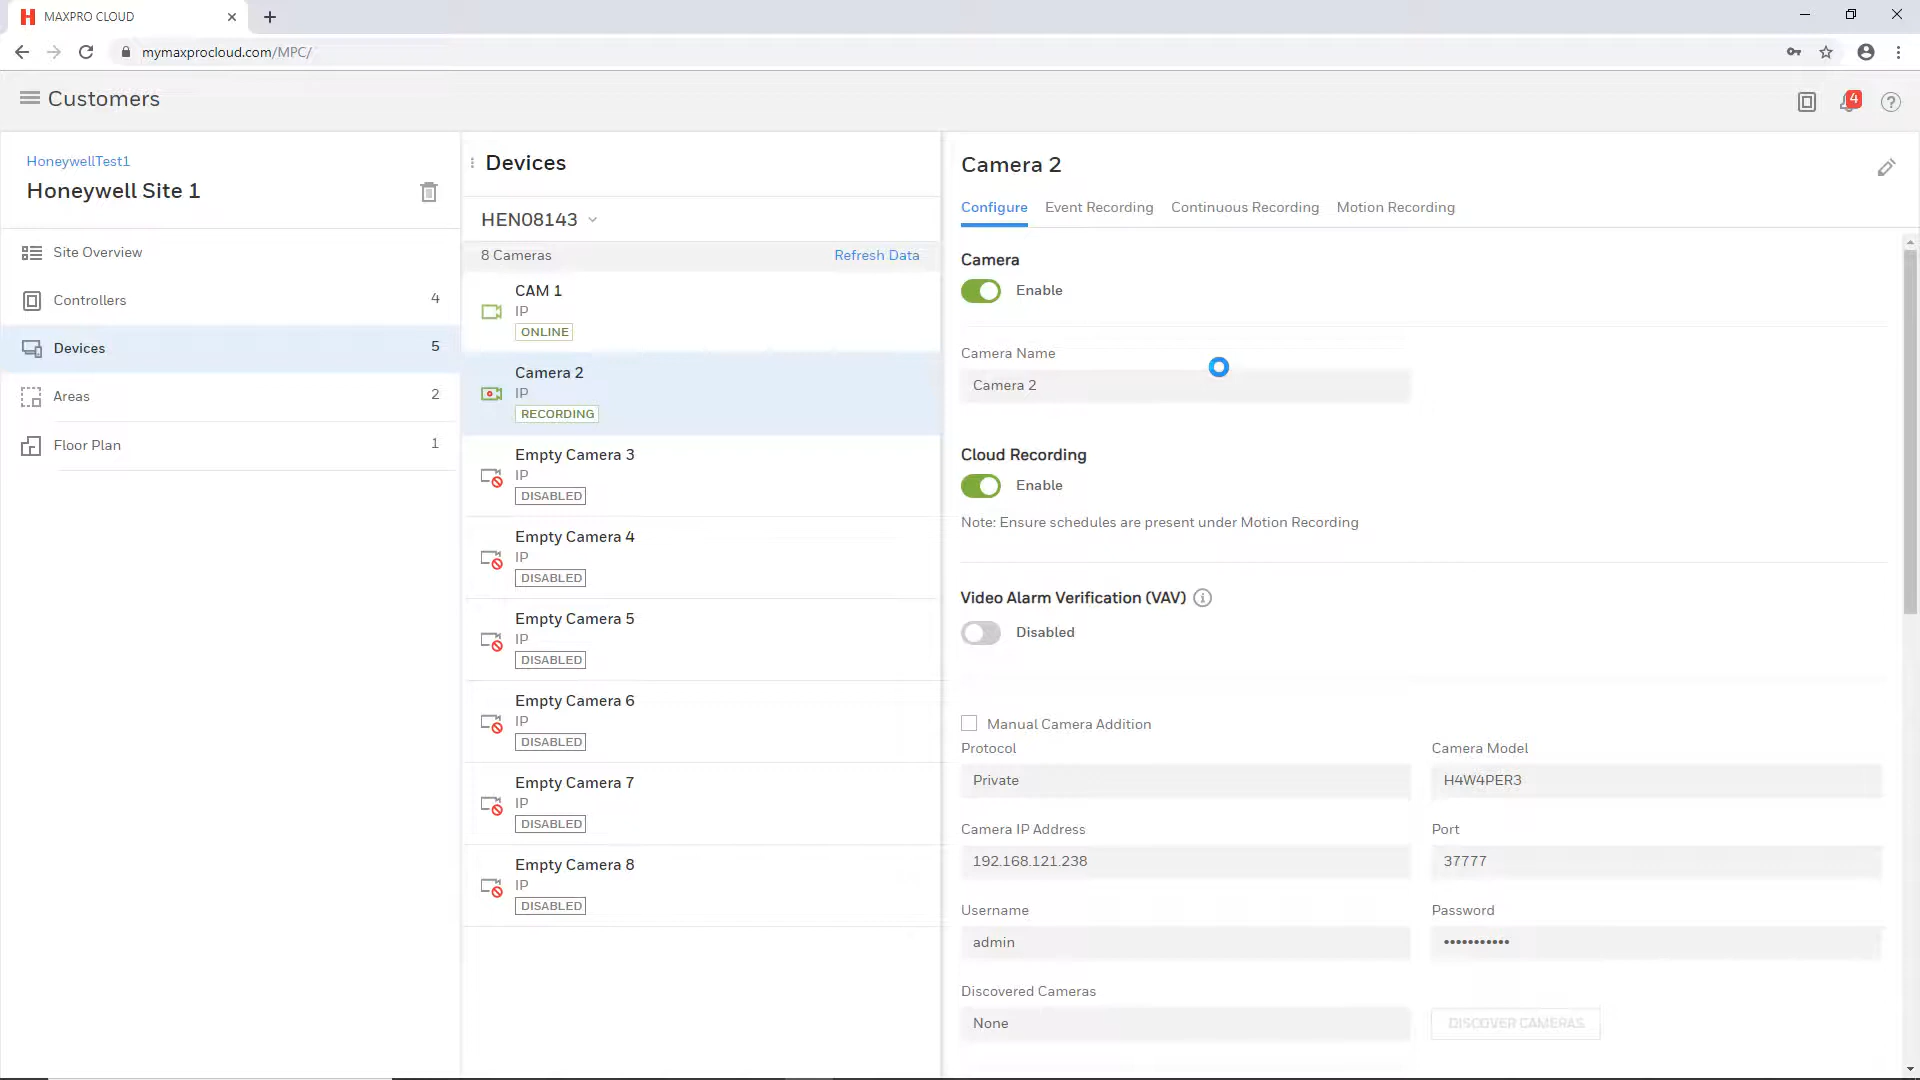 MAXPRO CLOUD
mymaxprocloud.com/MPC/
Customers
4
HoneywellTest1
Honeywell Site 1
Site Overview
Controllers 4
Devices 5
Areas 2
Floor Plan 1
Devices
HEN08143
8 Cameras Refresh Data
CAM 1
IP
ONLINE
Camera 2
IP
RECORDING
Empty Camera 3
IP
DISABLED
Empty Camera 4
IP
DISABLED
Empty Camera 5
IP
DISABLED
Empty Camera 6
IP
DISABLED
Empty Camera 7
IP
DISABLED
Empty Camera 8
IP
DISABLED
Camera 2
Configure Event Recording Continuous Recording Motion Recording
Camera
Enable
Camera Name
Camera 2
Cloud Recording
Enable
Note: Ensure schedules are present under Motion Recording
Video Alarm Verification (VAV)
Disabled
Manual Camera Addition
Protocol Camera Model
Private H4W4PER3
Camera IP Address Port
192.168.121.238 37777
Username Password
admin •••••••••••
Discovered Cameras
None DISCOVER CAMERAS